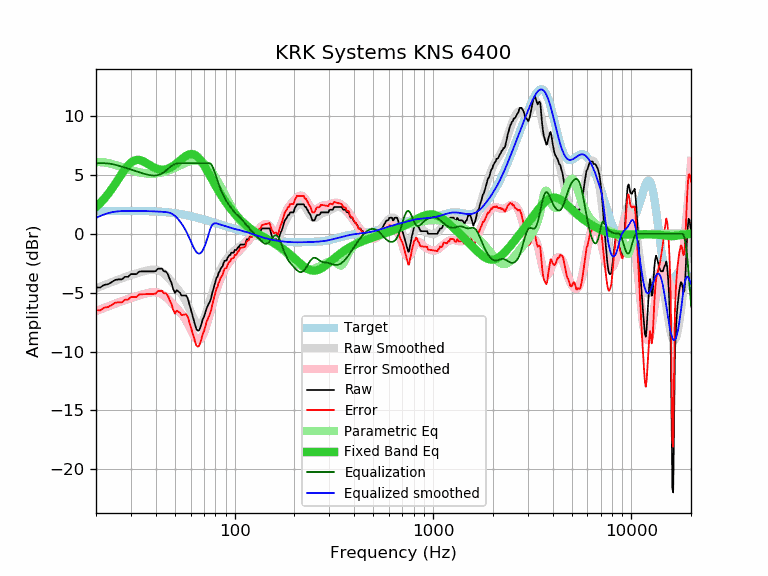 KRK Systems KNS 6400
Amplitude (dBr)
10
5
0
−5
−10
−15
−20
Target
Raw Smoothed
Error Smoothed
Raw
Error
Parametric Eq
Fixed Band Eq
Equalization
Equalized smoothed
100 1000 10000
Frequency (Hz)